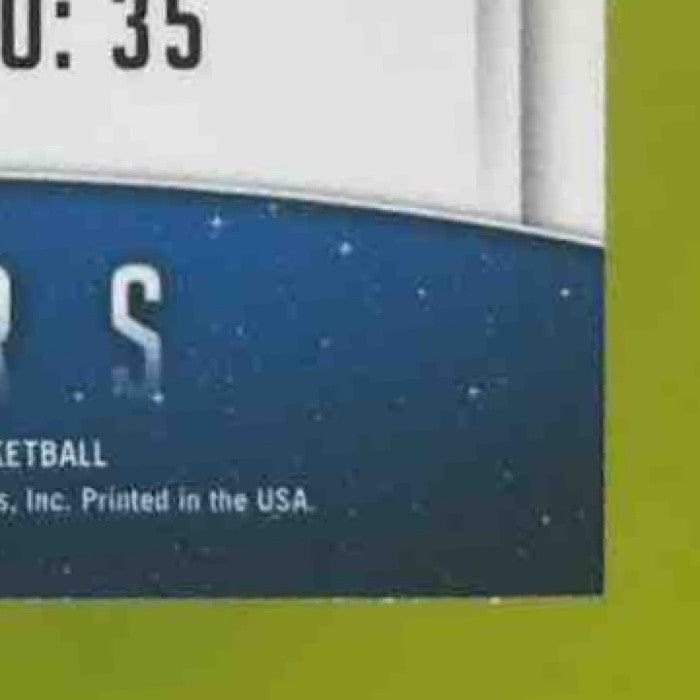 U: 35
R S
KETBALL
s, Inc. Printed in the USA.